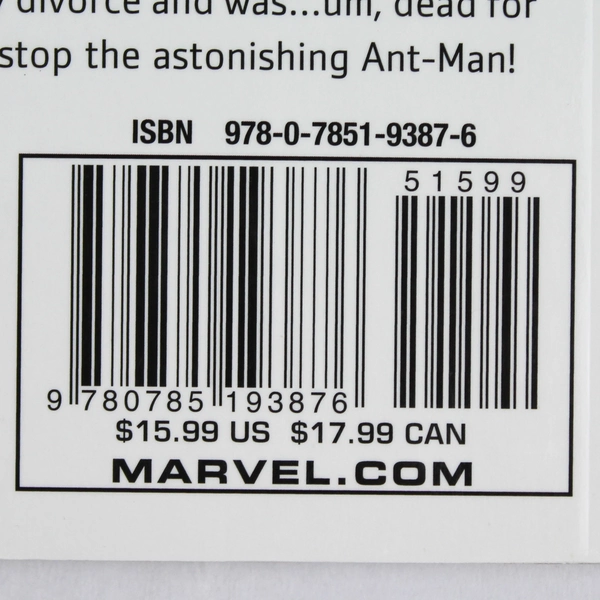 divorce and was...um, dead for
stop the astonishing Ant-Man!
ISBN 978-0-7851-9387-6
51599
9 780785 193876
$15.99 US $17.99 CAN
MARVEL.COM